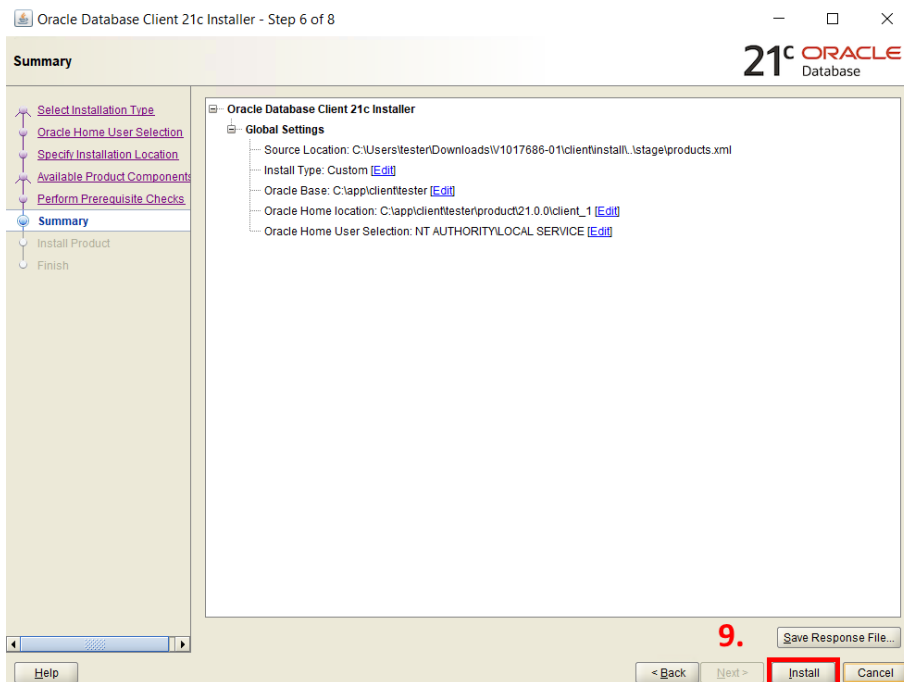 Oracle Database Client 21c Installer - Step 6 of 8
Summary
21c ORACLE
Database
Select Installation Type
Oracle Home User Selection
Specify Installation Location
Available Product Components
Perform Prerequisite Checks
Summary
Install Product
Finish
Oracle Database Client 21c Installer
Global Settings
Source Location: C:\Users\tester\Downloads\V1017686-01\client\install\..\stage\products.xml
Install Type: Custom [Edit]
Oracle Base: C:\app\client\tester [Edit]
Oracle Home location: C:\app\client\tester\product\21.0.0\client_1 [Edit]
Oracle Home User Selection: NT AUTHORITY\LOCAL SERVICE [Edit]
9.
Save Response File...
Help
< Back
Next >
Install
Cancel